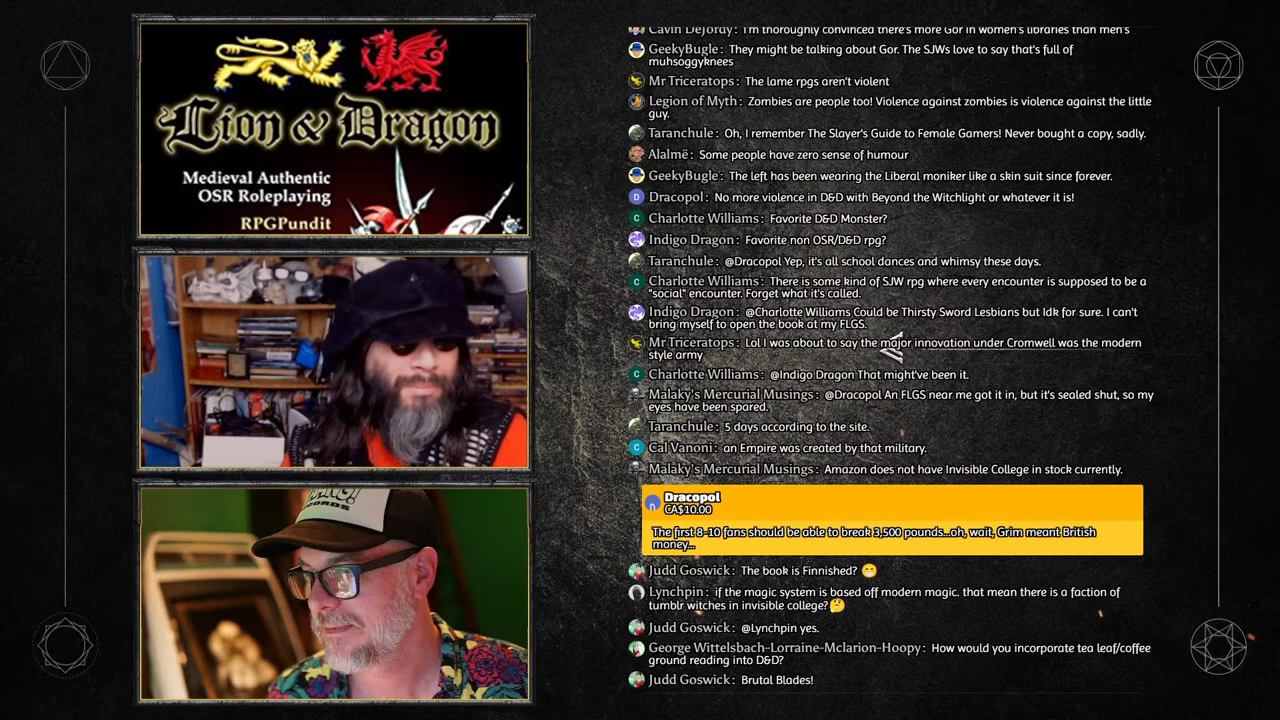 Lion & Dragon
Medieval Authentic
OSR Roleplaying
RPGPundit
Cavin DeJordy: I'm thoroughly convinced there's more Gor in women's libraries than men's
GeekyBugle: They might be talking about Gor. The SJWs love to say that's full of
muhsoggyknees
Mr Triceratops: The lame rpgs aren't violent
Legion of Myth: Zombies are people too! Violence against zombies is violence against the little
guy.
Taranchule: Oh, I remember The Slayer's Guide to Female Gamers! Never bought a copy, sadly.
Alalmë: Some people have zero sense of humour
GeekyBugle: The left has been wearing the Liberal moniker like a skin suit since forever.
D Dracopol: No more violence in D&D with Beyond the Witchlight or whatever it is!
C Charlotte Williams: Favorite D&D Monster?
Indigo Dragon: Favorite non OSR/D&D rpg?
Taranchule: @Dracopol Yep, it's all school dances and whimsy these days.
C Charlotte Williams: There is some kind of SJW rpg where every encounter is supposed to be a
"social" encounter. Forget what it's called.
Indigo Dragon: @Charlotte Williams Could be Thirsty Sword Lesbians but Idk for sure. I can't
bring myself to open the book at my FLGS.
Mr Triceratops: Lol I was about to say the major innovation under Cromwell was the modern
style army
C Charlotte Williams: @Indigo Dragon That might've been it.
Malaky's Mercurial Musings: @Dracopol An FLGS near me got it in, but it's sealed shut, so my
eyes have been spared.
Taranchule: 5 days according to the site.
C Cal Vanoni: an Empire was created by that military.
Malaky's Mercurial Musings: Amazon does not have Invisible College in stock currently.
Dracopol
CA$10.00
The first 8-10 fans should be able to break 3,500 pounds...oh, wait, Grim meant British
money...
Judd Goswick: The book is Finnished? 😁
Lynchpin: if the magic system is based off modern magic. that mean there is a faction of
tumblr witches in invisible college?🤔
Judd Goswick: @Lynchpin yes.
George Wittelsbach-Lorraine-Mclarion-Hoopy: How would you incorporate tea leaf/coffee
ground reading into D&D?
Judd Goswick: Brutal Blades!